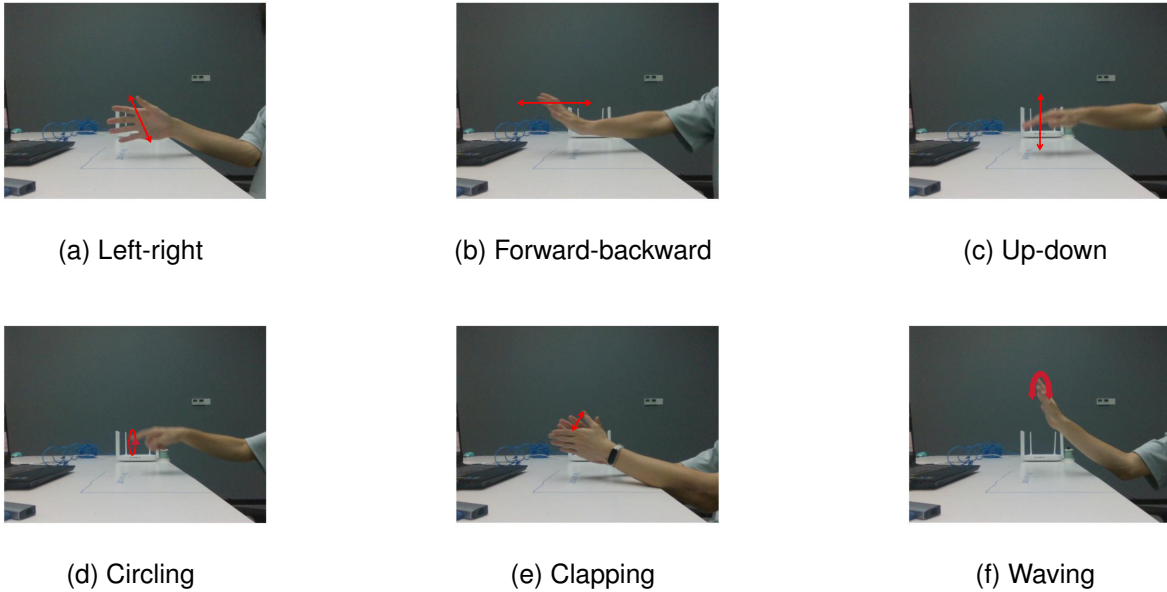 (a) Left-right
(b) Forward-backward
(c) Up-down
(d) Circling
(e) Clapping
(f) Waving